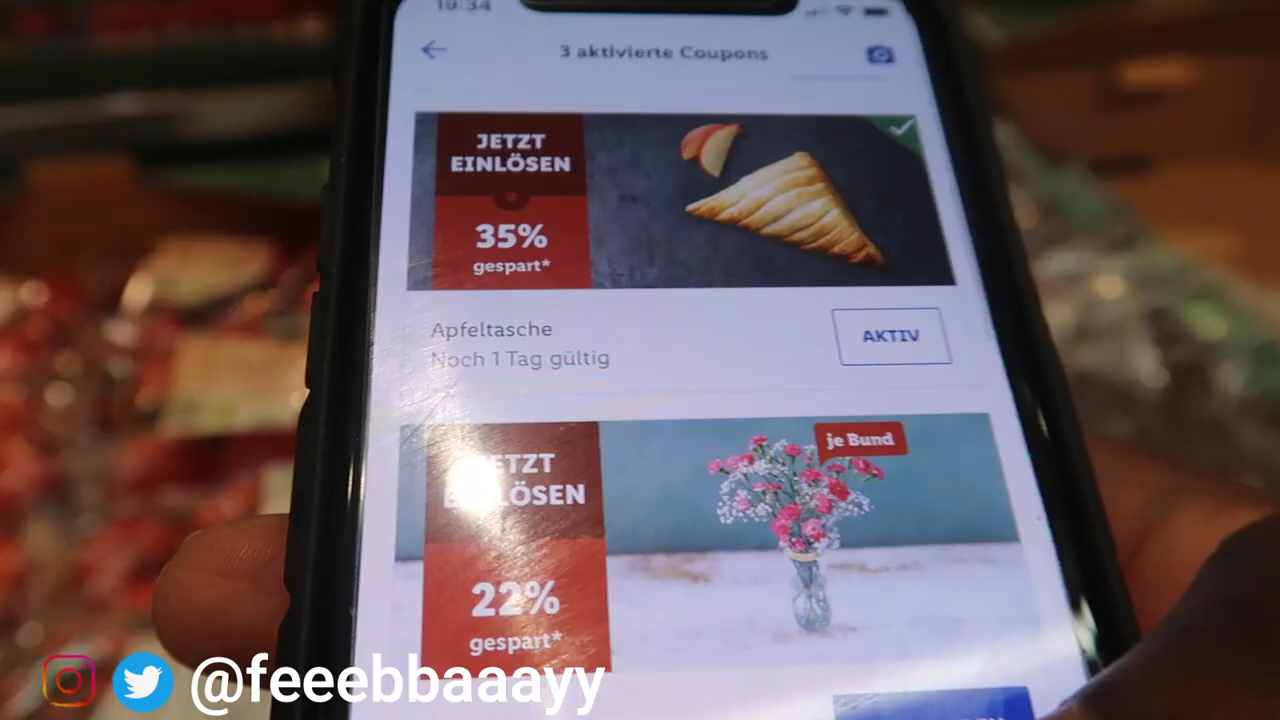 19:34
3 aktivierte Coupons
JETZT
EINLÖSEN
35%
gespart*
Apfeltasche
Noch 1 Tag gültig
AKTIV
JETZT
EINLÖSEN
je Bund
22%
gespart*
@feeebbaaayy